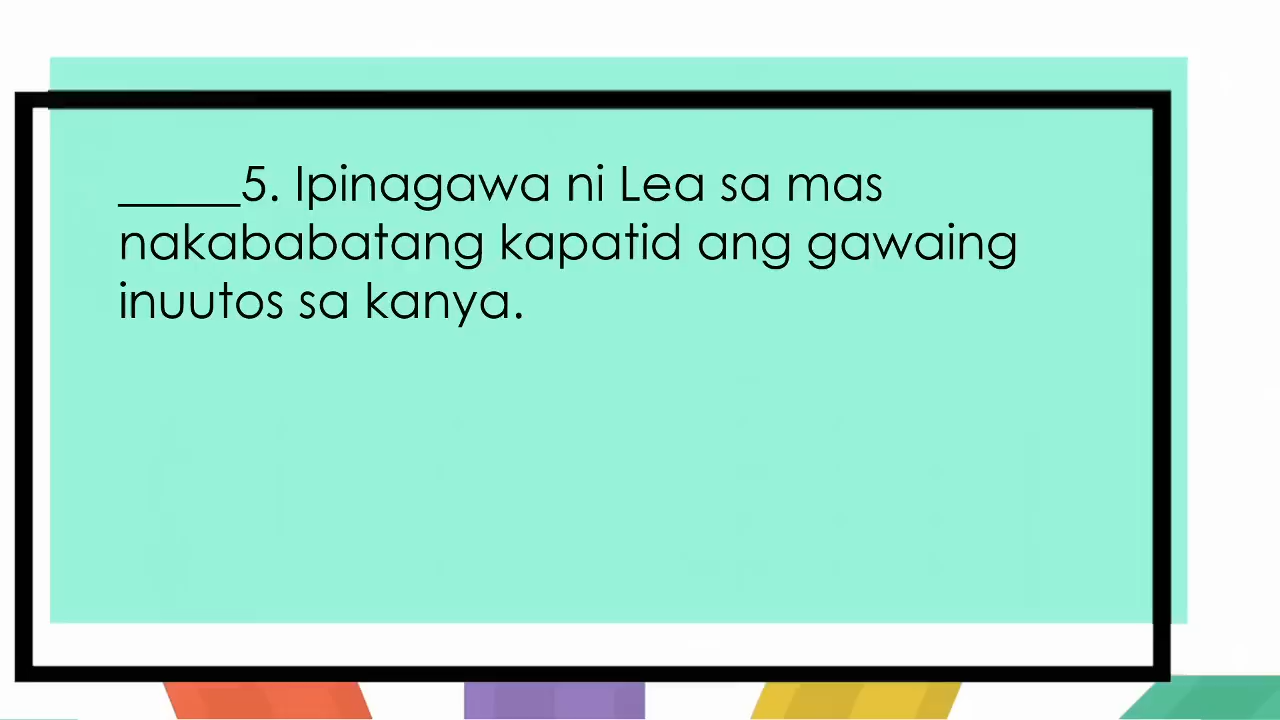 _____5. Ipinagawa ni Lea sa mas
nakababatang kapatid ang gawaing
inuutos sa kanya.